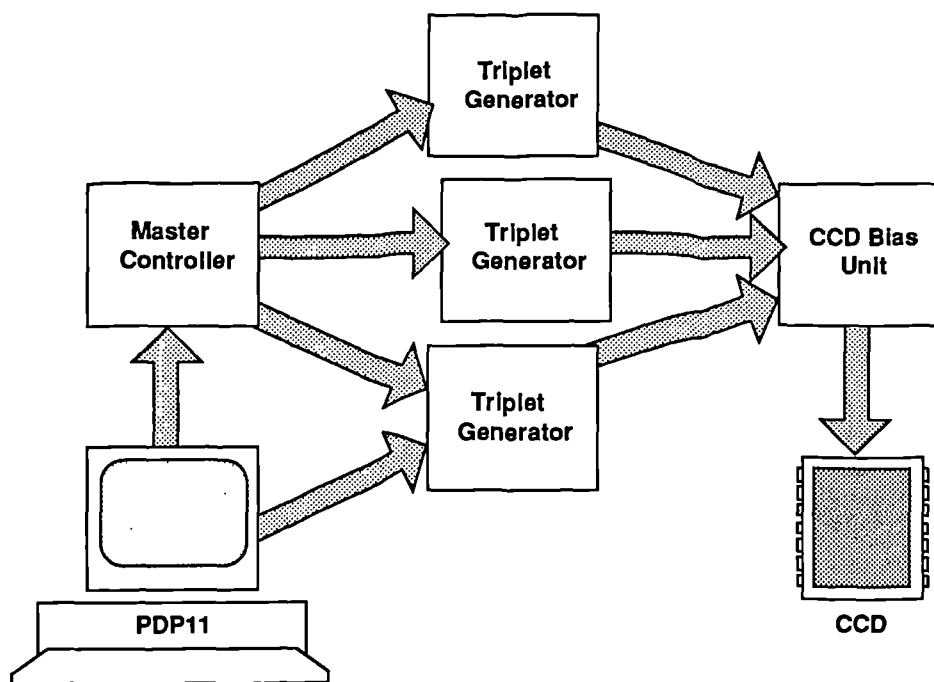 Triplet
Generator
Master
Controller
Triplet
Generator
CCD Bias
Unit
Triplet
Generator
PDP11
CCD